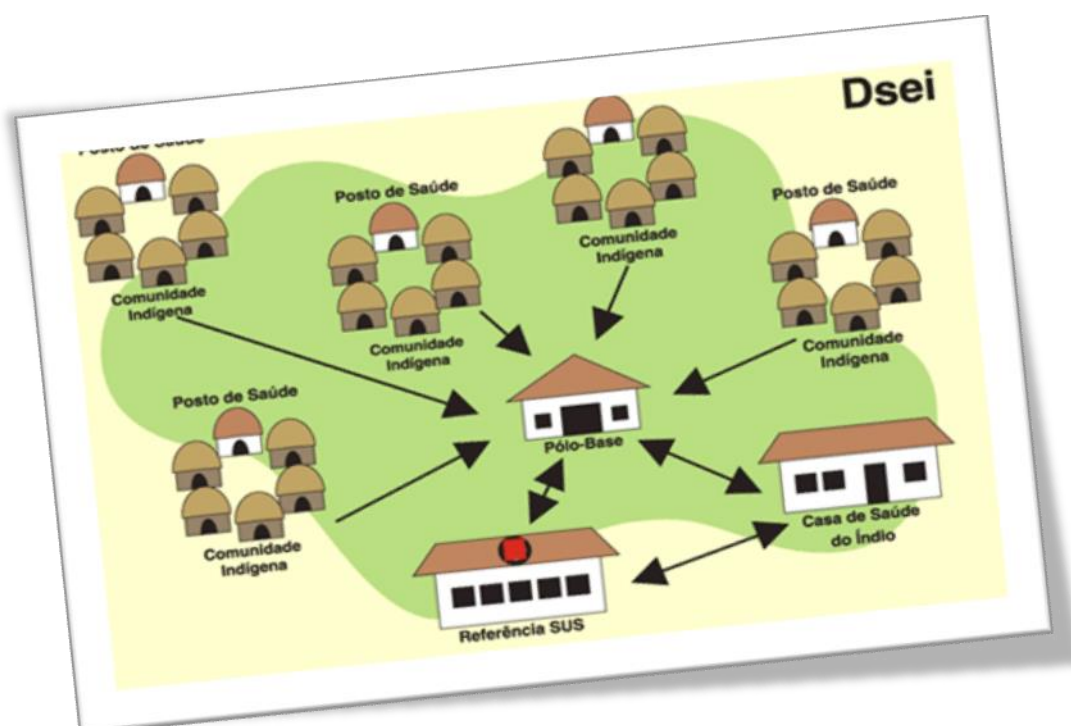 Dsei
Posto de Saúde
Comunidade
Indígena
Posto de Saúde
Comunidade
Indígena
Comunidade
Indígena
Posto de Saúde
Comunidade
Indígena
Posto de Saúde
Comunidade
Indígena
Pólo-Base
Casa de Saúde
do Índio
Referência SUS